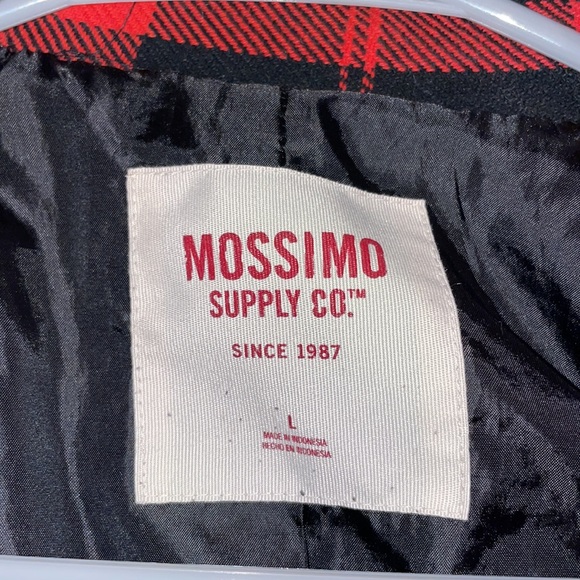 MOSSIMO
SUPPLY CO.™
SINCE 1987
L
MADE IN INDONESIA
HECHO EN INDONESIA